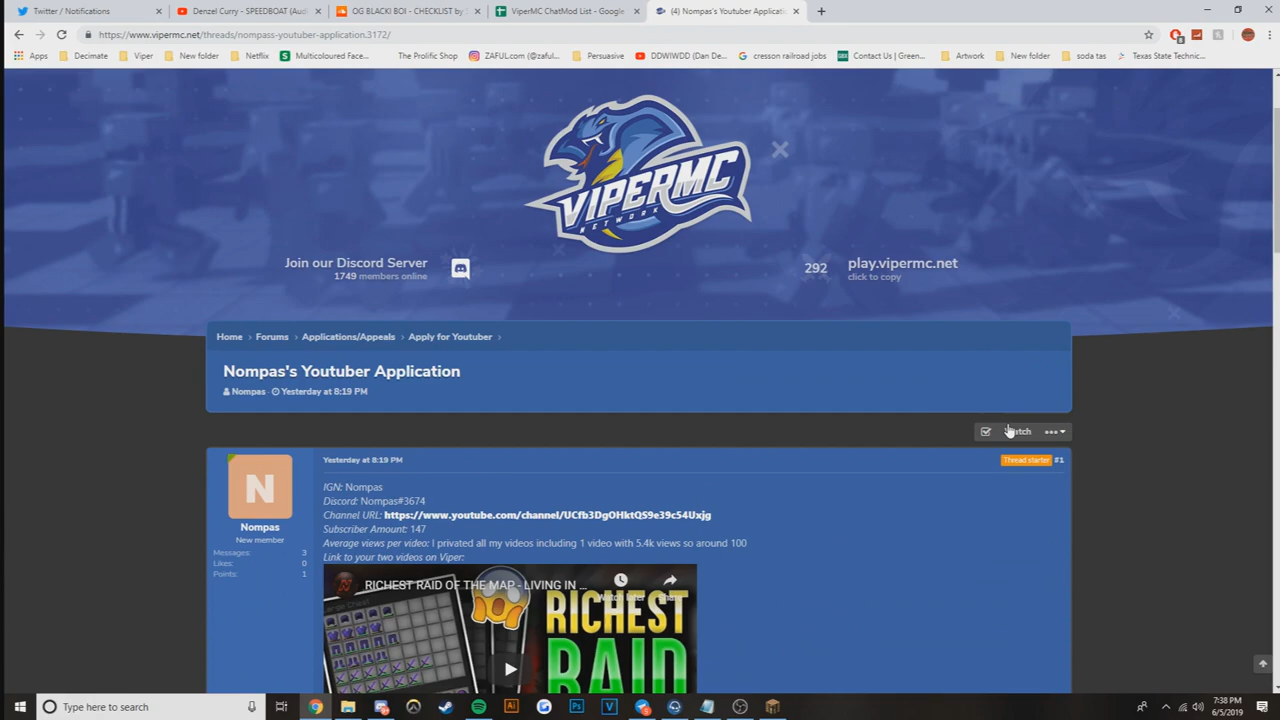 Twitter / Notifications
Denzel Curry - SPEEDBOAT (Aud
OG BLACKI BOI - CHECKLIST by
ViperMC ChatMod List - Google
(4) Nompas's Youtuber Applicatio
https://www.vipermc.net/threads/nompass-youtuber-application.3172/
Apps
Decimate
Viper
New folder
Netflix
Multicoloured Face...
The Prolific Shop
ZAFUL.com (@zaful...
Persuasive
DDWIWDD (Dan De...
cresson railroad jobs
Contact Us | Green...
Artwork
New folder
soda tas
Texas State Technic...
VIPERMC
NETWORK
Join our Discord Server
1749 members online
292
play.vipermc.net
click to copy
Home
Forums
Applications/Appeals
Apply for Youtuber
Nompas's Youtuber Application
Nompas · Yesterday at 8:19 PM
N
Nompas
New member
Messages: 3
Likes: 0
Points: 1
Yesterday at 8:19 PM
Thread starter #1
IGN: Nompas
Discord: Nompas#3674
Channel URL: https://www.youtube.com/channel/UCfb3DgOHktQS9e39c54Uxjg
Subscriber Amount: 147
Average views per video: I privated all my videos including 1 video with 5.4k views so around 100
Link to your two videos on Viper:
RICHEST RAID OF THE MAP - LIVING IN ...
Watch later
Share
Large Chest
RICHEST
RAID
Type here to search
7:38 PM
6/5/2019